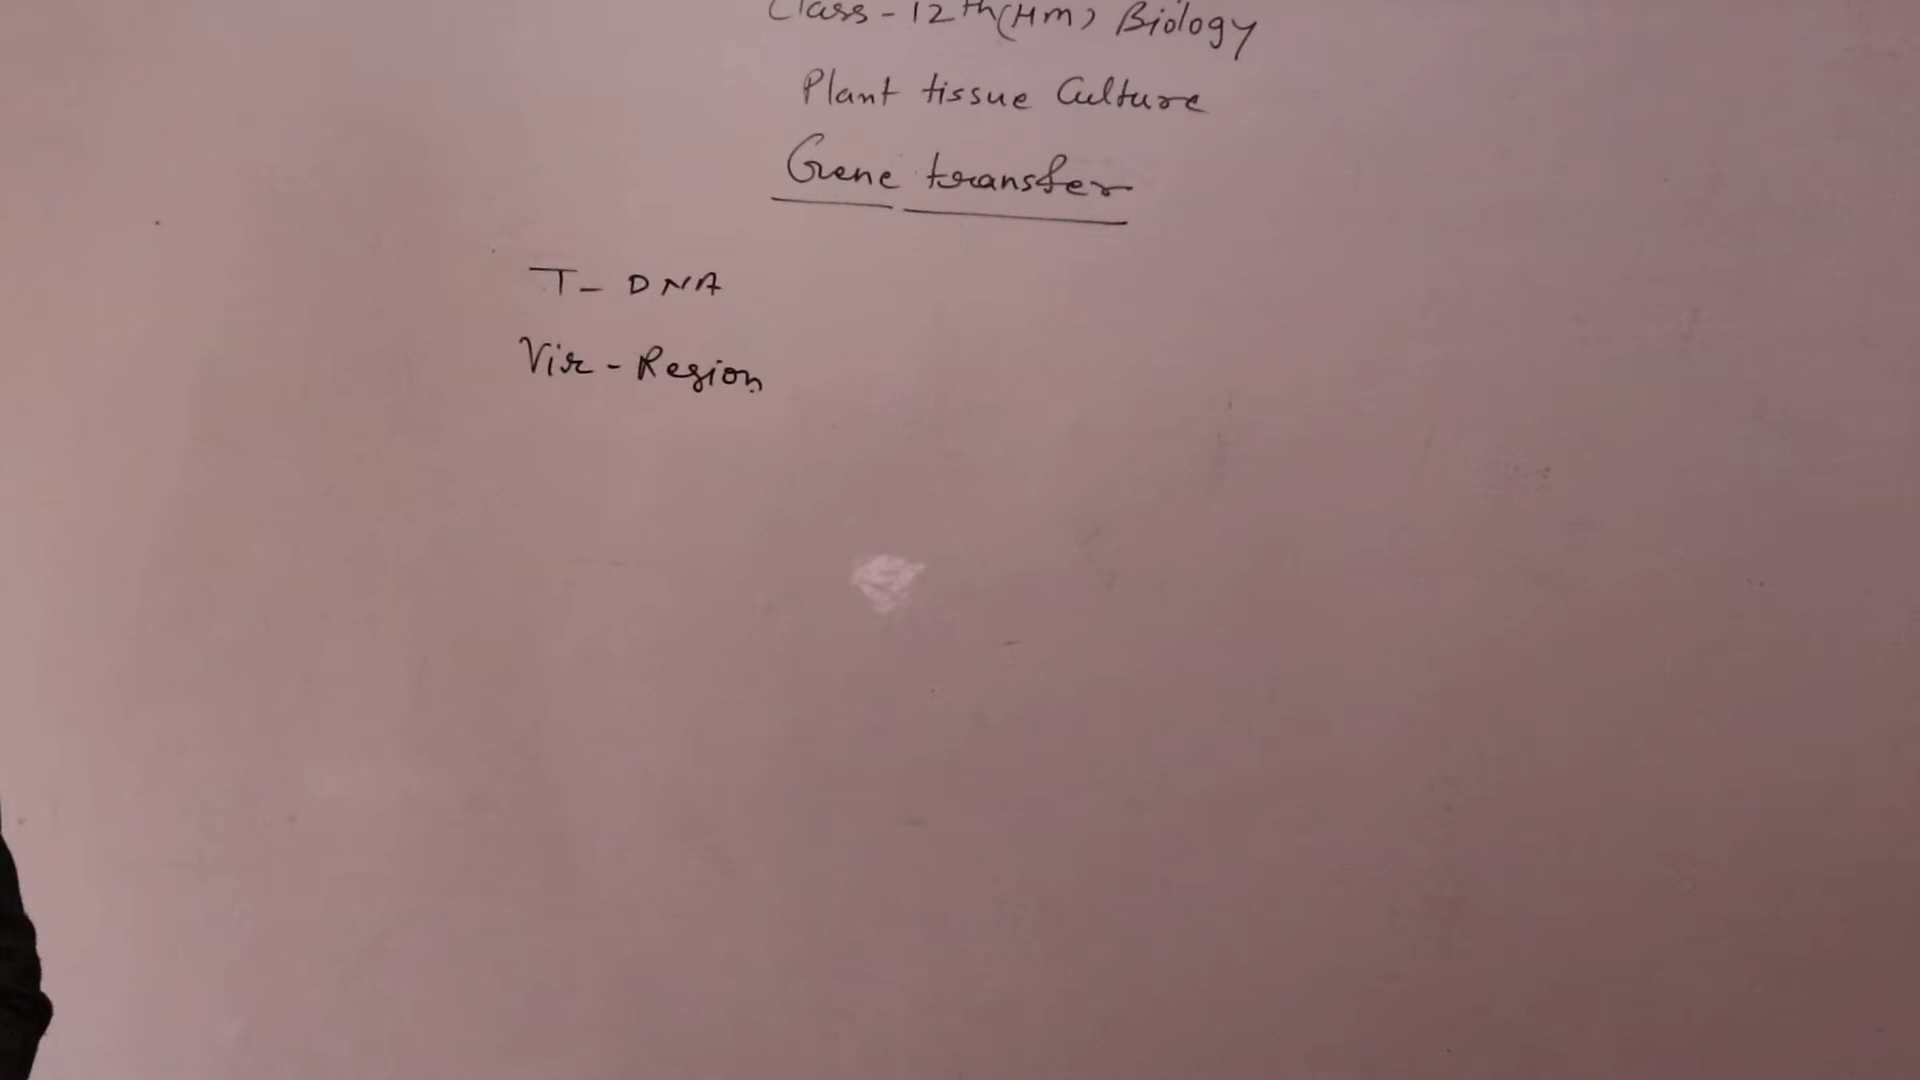 Class - 12th (Hm) Biology
Plant tissue Culture
Gene transfer
T - DNA
Vir - Region